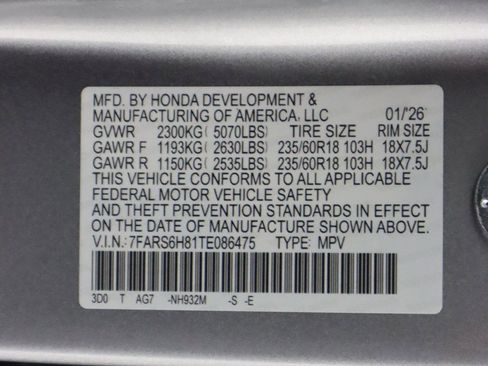 MFD. BY HONDA DEVELOPMENT &
MANUFACTURING OF AMERICA, LLC 01/'26
GVWR 2300KG( 5070LBS) TIRE SIZE RIM SIZE
GAWR F 1193KG( 2630LBS) 235/60R18 103H 18X7.5J
GAWR R 1150KG( 2535LBS) 235/60R18 103H 18X7.5J
THIS VEHICLE CONFORMS TO ALL APPLICABLE
FEDERAL MOTOR VEHICLE SAFETY
AND THEFT PREVENTION STANDARDS IN EFFECT
ON THE DATE OF MANUFACTURE SHOWN ABOVE.
V.I.N.: 7FARS6H81TE086475 TYPE: MPV
3D0 T AG7 -NH932M -S -E